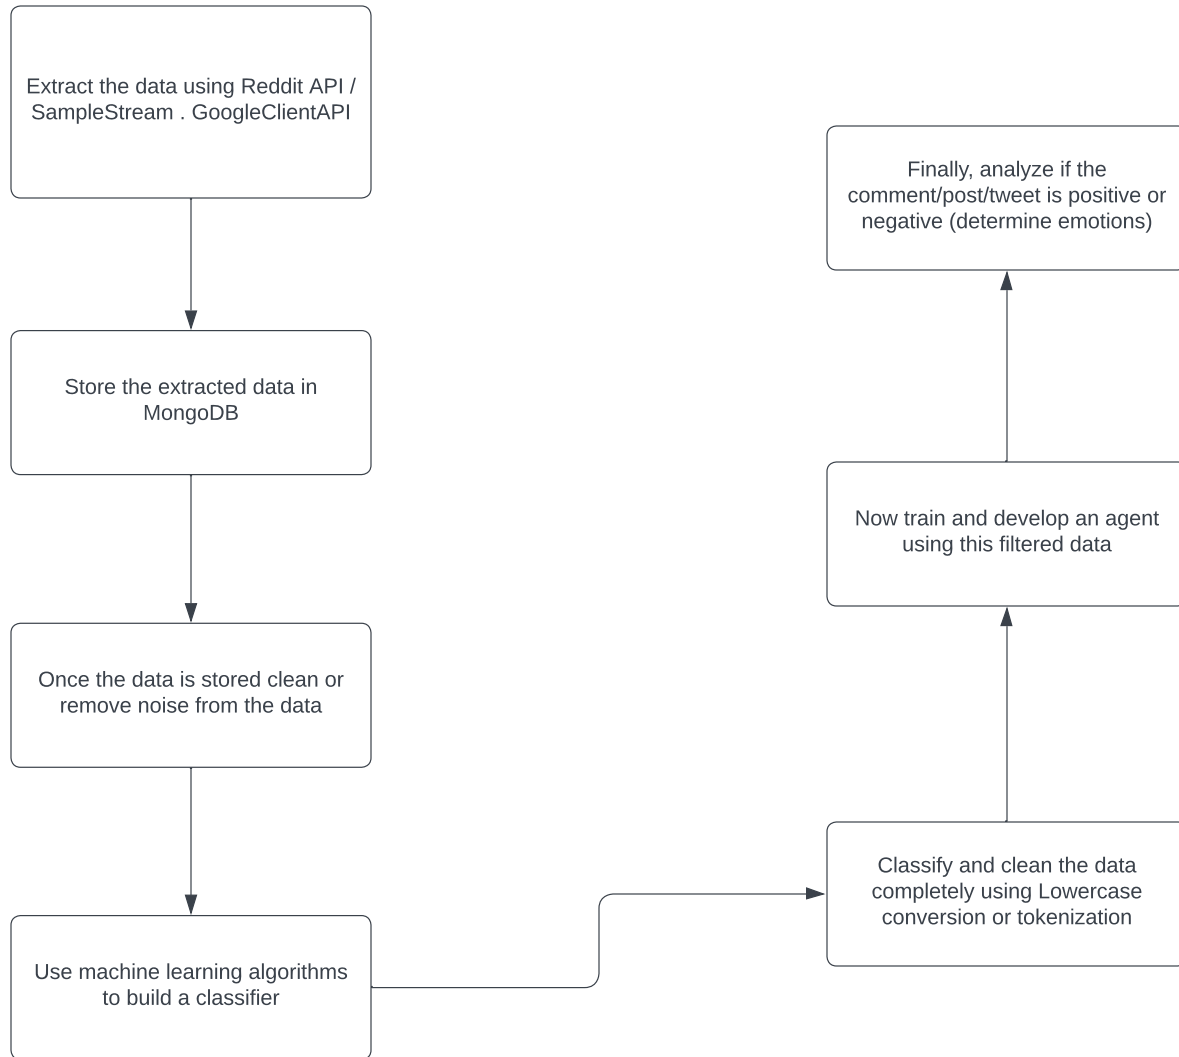 Extract the data using Reddit API /
SampleStream . GoogleClientAPI
Store the extracted data in
MongoDB
Once the data is stored clean or
remove noise from the data
Use machine learning algorithms
to build a classifier
Classify and clean the data
completely using Lowercase
conversion or tokenization
Now train and develop an agent
using this filtered data
Finally, analyze if the
comment/post/tweet is positive or
negative (determine emotions)